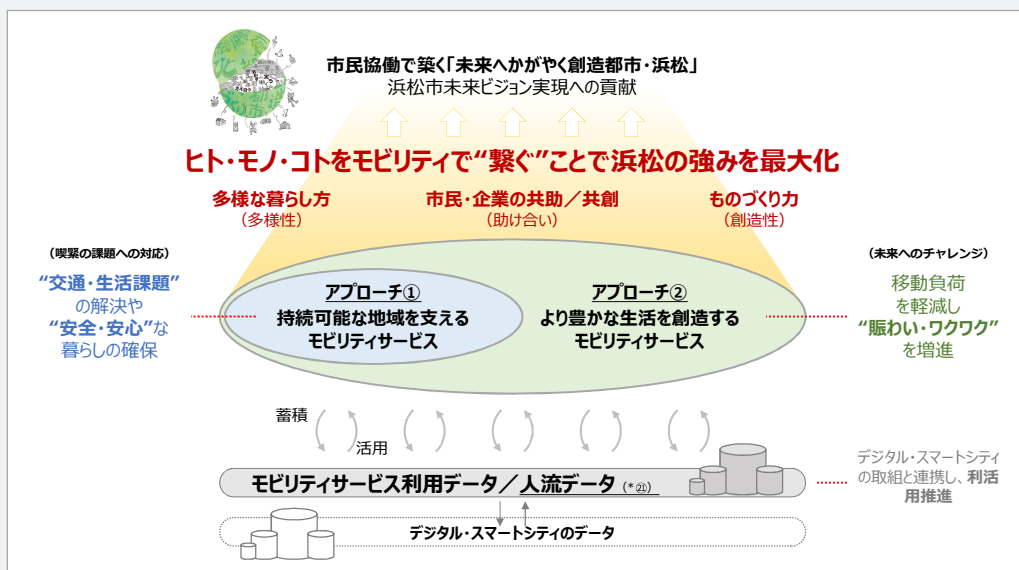 市民協働で築く「未来へかがやく創造都市・浜松」
浜松市未来ビジョン実現への貢献
ヒト・モノ・コトをモビリティで“繋ぐ”ことで浜松の強みを最大化
多様な暮らし方
(多様性)
市民・企業の共助／共創
(助け合い)
ものづくり力
(創造性)
(喫緊の課題への対応)
“交通・生活課題”
の解決や
“安全・安心”な
暮らしの確保
アプローチ①
持続可能な地域を支える
モビリティサービス
アプローチ②
より豊かな生活を創造する
モビリティサービス
(未来へのチャレンジ)
移動負荷
を軽減し
“賑わい・ワクワク”
を増進
蓄積
活用
モビリティサービス利用データ／人流データ (*㉑)
デジタル・スマートシティ
の取組と連携し、利活
用推進
デジタル・スマートシティのデータ